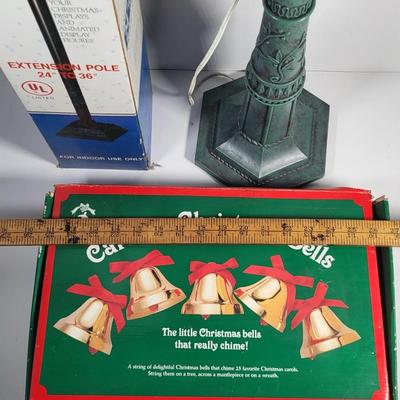 YOUR
CHRISTMAS
DISPLAYS
AND
ANIMATED
DISPLAY
FIGURES
EXTENSION POLE
24" TO 36"
UL
LISTED
FOR INDOOR USE ONLY
The little Christmas bells
that really chime!
A string of delightful Christmas bells that chime 25 favorite Christmas carols.
String them on a tree, across a mantlepiece or on a wreath.